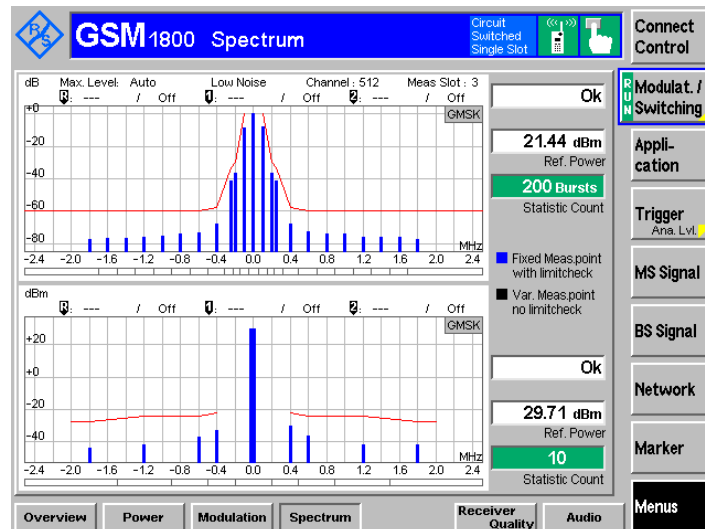 R&S
GSM 1800 Spectrum
Circuit
Switched
Single Slot
Connect
Control
dB Max. Level: Auto Low Noise Channel : 512 Meas Slot : 3
R: --- / Off 1: --- / Off 2: --- / Off
GMSK
+0
-20
-40
-60
-80
MHz
-2.4 -2.0 -1.6 -1.2 -0.8 -0.4 0.0 0.4 0.8 1.2 1.6 2.0 2.4
Ok
21.44 dBm
Ref. Power
200 Bursts
Statistic Count
Fixed Meas.point
with limitcheck
Var. Meas.point
no limitcheck
dBm
R: --- / Off 1: --- / Off 2: --- / Off
GMSK
+20
+0
-20
-40
MHz
-2.4 -2.0 -1.6 -1.2 -0.8 -0.4 0.0 0.4 0.8 1.2 1.6 2.0 2.4
Ok
29.71 dBm
Ref. Power
10
Statistic Count
RUN
Modulat. /
Switching
Appli-
cation
Trigger
Ana. Lvl.
MS Signal
BS Signal
Network
Marker
Menus
Overview Power Modulation Spectrum Receiver
Quality Audio